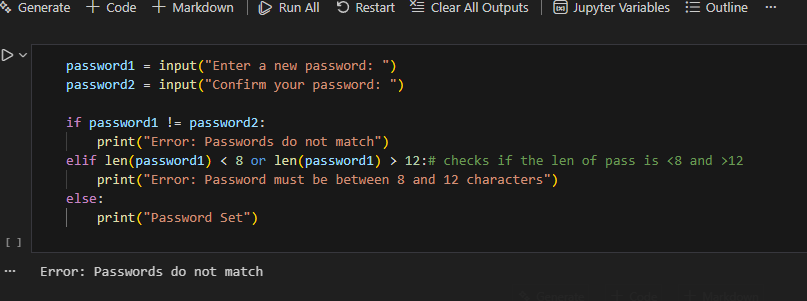 Generate + Code + Markdown Run All Restart Clear All Outputs Jupyter Variables Outline ...
password1 = input("Enter a new password: ")
password2 = input("Confirm your password: ")
if password1 != password2:
print("Error: Passwords do not match")
elif len(password1) < 8 or len(password1) > 12:# checks if the len of pass is <8 and >12
print("Error: Password must be between 8 and 12 characters")
else:
print("Password Set")
[ ]
... Error: Passwords do not match